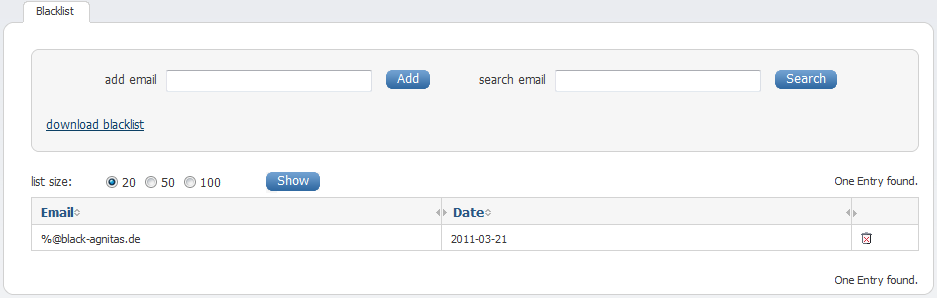 Blacklist
add email Add search email Search
download blacklist
list size: 20 50 100 Show One Entry found.
Email Date
%@black-agnitas.de 2011-03-21
One Entry found.